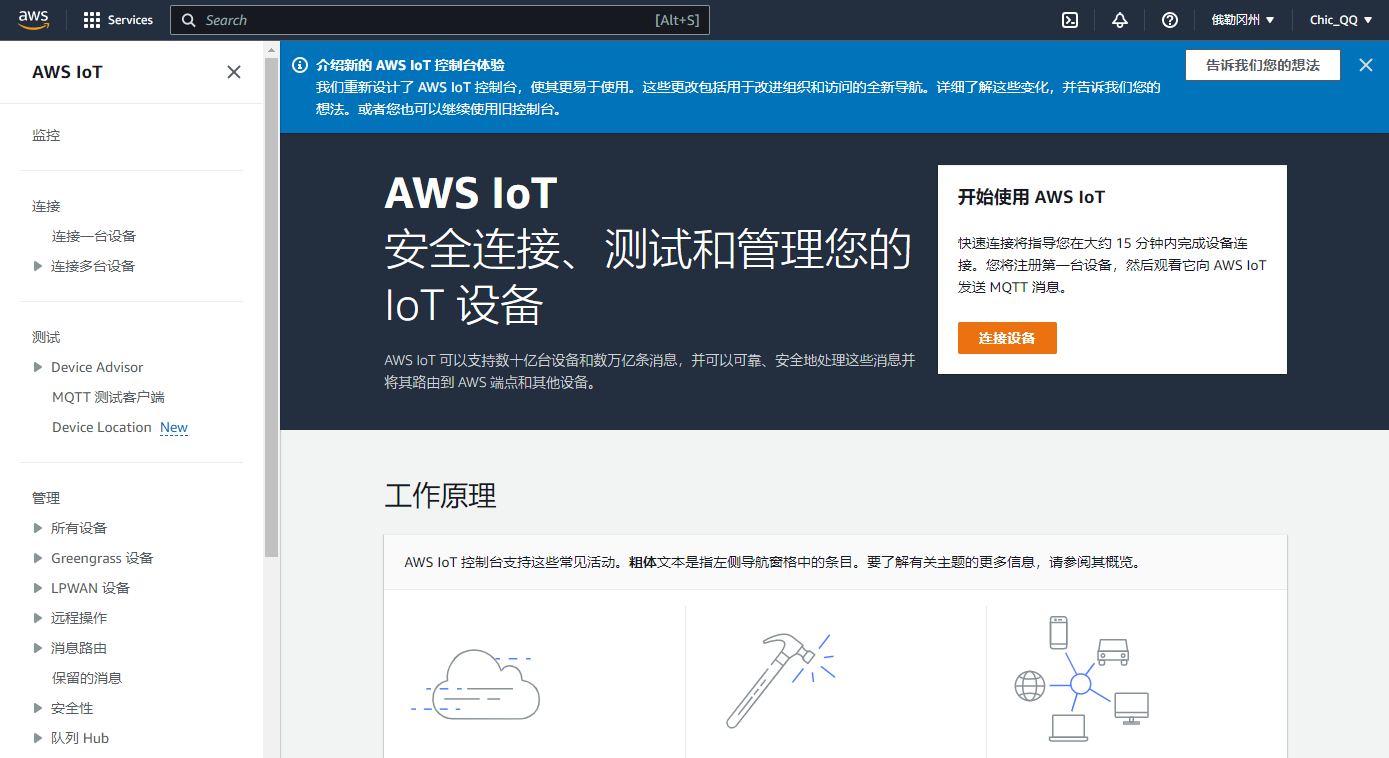 aws
Services
Search
[Alt+S]
俄勒冈州
Chic_QQ
AWS IoT
监控
连接
连接一台设备
连接多台设备
测试
Device Advisor
MQTT 测试客户端
Device Location New
管理
所有设备
Greengrass 设备
LPWAN 设备
远程操作
消息路由
保留的消息
安全性
队列 Hub
介绍新的 AWS IoT 控制台体验
我们重新设计了 AWS IoT 控制台，使其更易于使用。这些更改包括用于改进组织和访问的全新导航。详细了解这些变化，并告诉我们您的
想法。或者您也可以继续使用旧控制台。
告诉我们您的想法
AWS IoT
安全连接、测试和管理您的
IoT 设备
AWS IoT 可以支持数十亿台设备和数万亿条消息，并可以可靠、安全地处理这些消息并
将其路由到 AWS 端点和其他设备。
开始使用 AWS IoT
快速连接将指导您在大约 15 分钟内完成设备连
接。您将注册第一台设备，然后观看它向 AWS IoT
发送 MQTT 消息。
连接设备
工作原理
AWS IoT 控制台支持这些常见活动。粗体文本是指左侧导航窗格中的条目。要了解有关主题的更多信息，请参阅其概览。